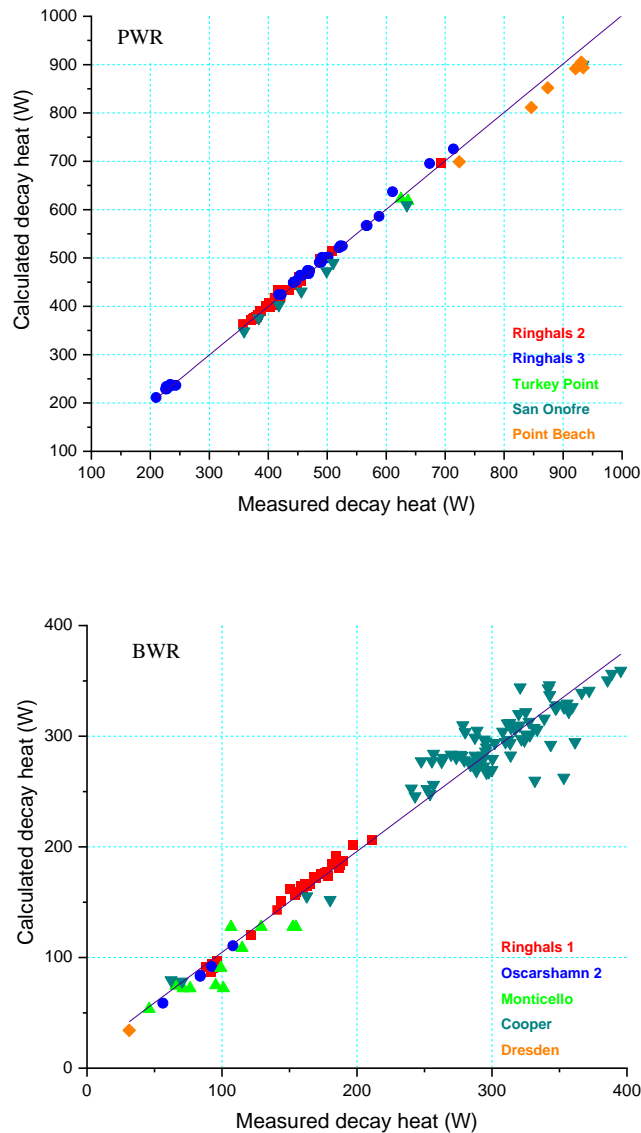 PWR
1000
900
800
700
600
500
400
300
200
100
Calculated decay heat (W)
100 200 300 400 500 600 700 800 900 1000
Measured decay heat (W)
Ringhals 2
Ringhals 3
Turkey Point
San Onofre
Point Beach
BWR
400
300
200
100
0
Calculated decay heat (W)
0 100 200 300 400
Measured decay heat (W)
Ringhals 1
Oscarshamn 2
Monticello
Cooper
Dresden